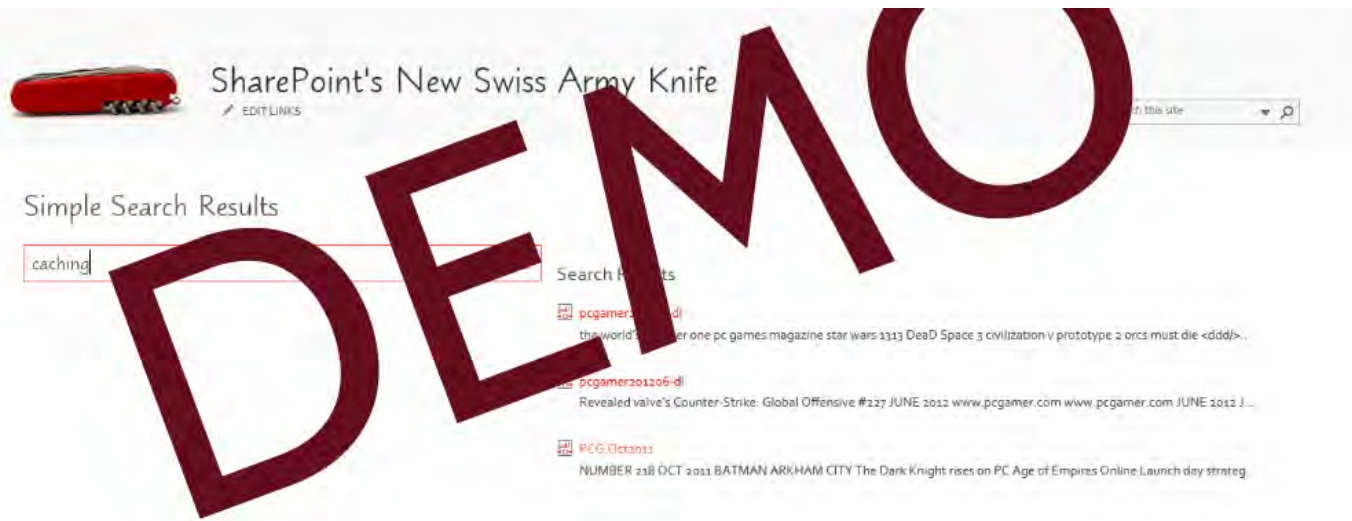 SharePoint's New Swiss Army Knife
EDIT LINKS
this site
Simple Search Results
caching
DEMO
Search
pcgamer
the world's one pc games magazine star wars 1313 DeaD Space 3 civilization v prototype 2 orcs must die <ddd/>...
pcgamer201206-dl
Revealed valve's Counter-Strike: Global Offensive #227 JUNE 2012 www.pcgamer.com www.pcgamer.com JUNE 2012 J...
PCG.Oct2011
NUMBER 218 OCT 2011 BATMAN ARKHAM CITY The Dark Knight rises on PC Age of Empires Online Launch day strateg...